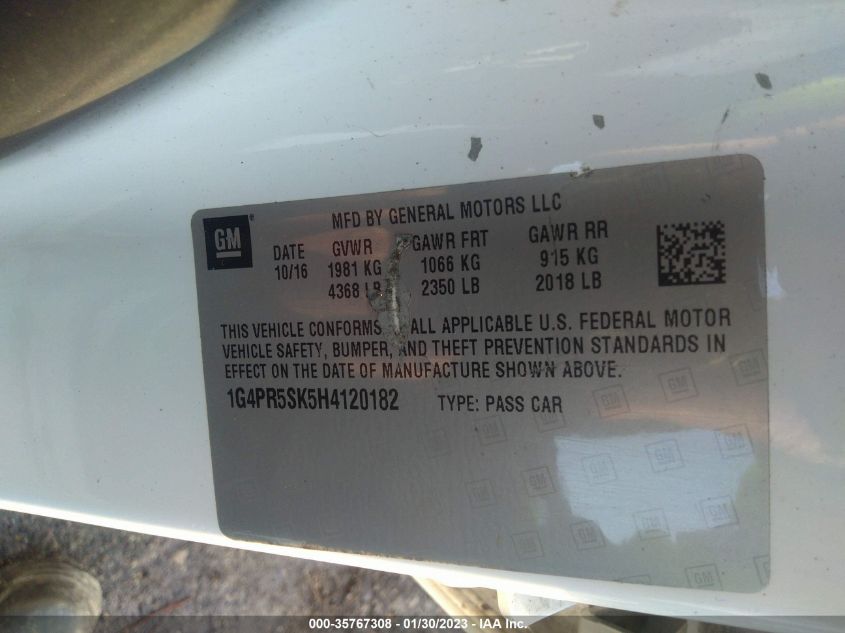 GM
MFD BY GENERAL MOTORS LLC
DATE GVWR GAWR FRT GAWR RR
10/16 1981 KG 1066 KG 915 KG
4368 LB 2350 LB 2018 LB
THIS VEHICLE CONFORMS ALL APPLICABLE U.S. FEDERAL MOTOR
VEHICLE SAFETY, BUMPER, AND THEFT PREVENTION STANDARDS IN
EFFECT ON THE DATE OF MANUFACTURE SHOWN ABOVE.
1G4PR5SK5H4120182 TYPE: PASS CAR
000-35767308 - 01/30/2023 - IAA Inc.